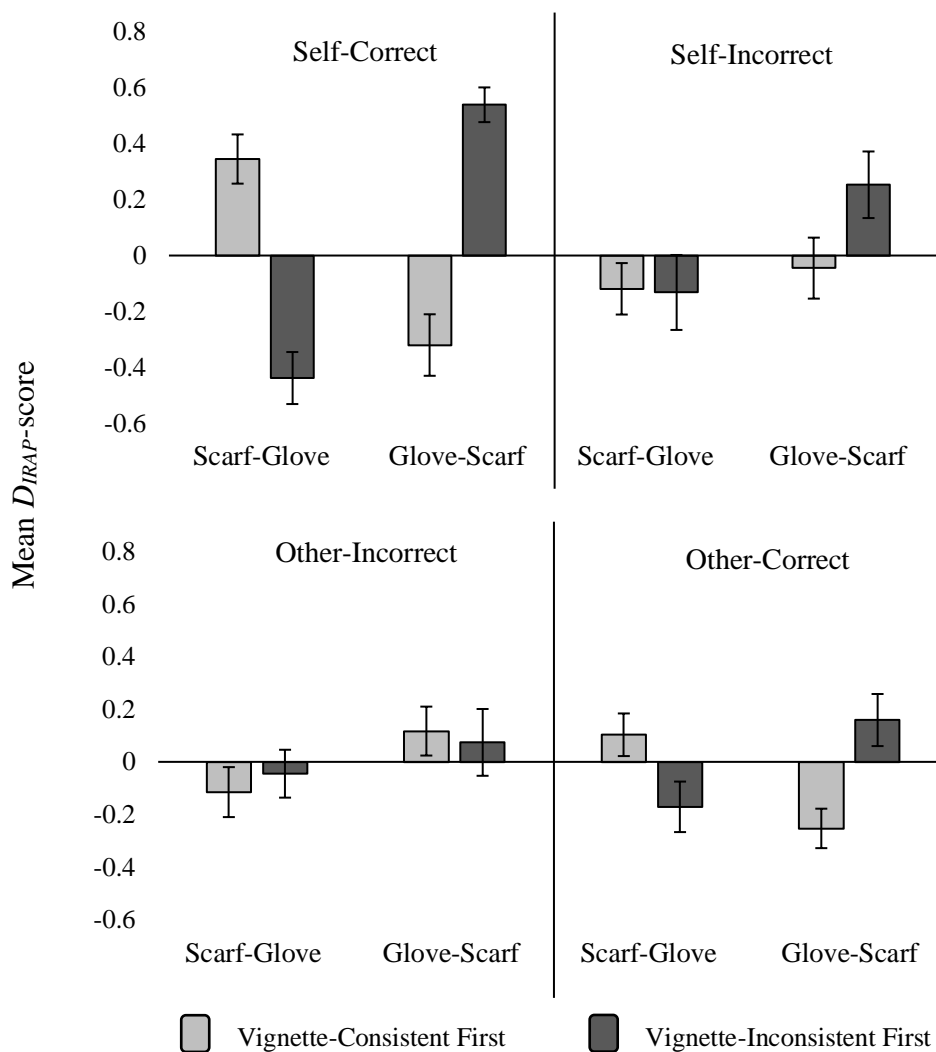 Mean D_IRAP-score
0.8
0.6
0.4
0.2
0
-0.2
-0.4
-0.6
Self-Correct
Self-Incorrect
Scarf-Glove Glove-Scarf Scarf-Glove Glove-Scarf
0.8
0.6
0.4
0.2
0
-0.2
-0.4
-0.6
Other-Incorrect
Other-Correct
Scarf-Glove Glove-Scarf Scarf-Glove Glove-Scarf
Vignette-Consistent First Vignette-Inconsistent First